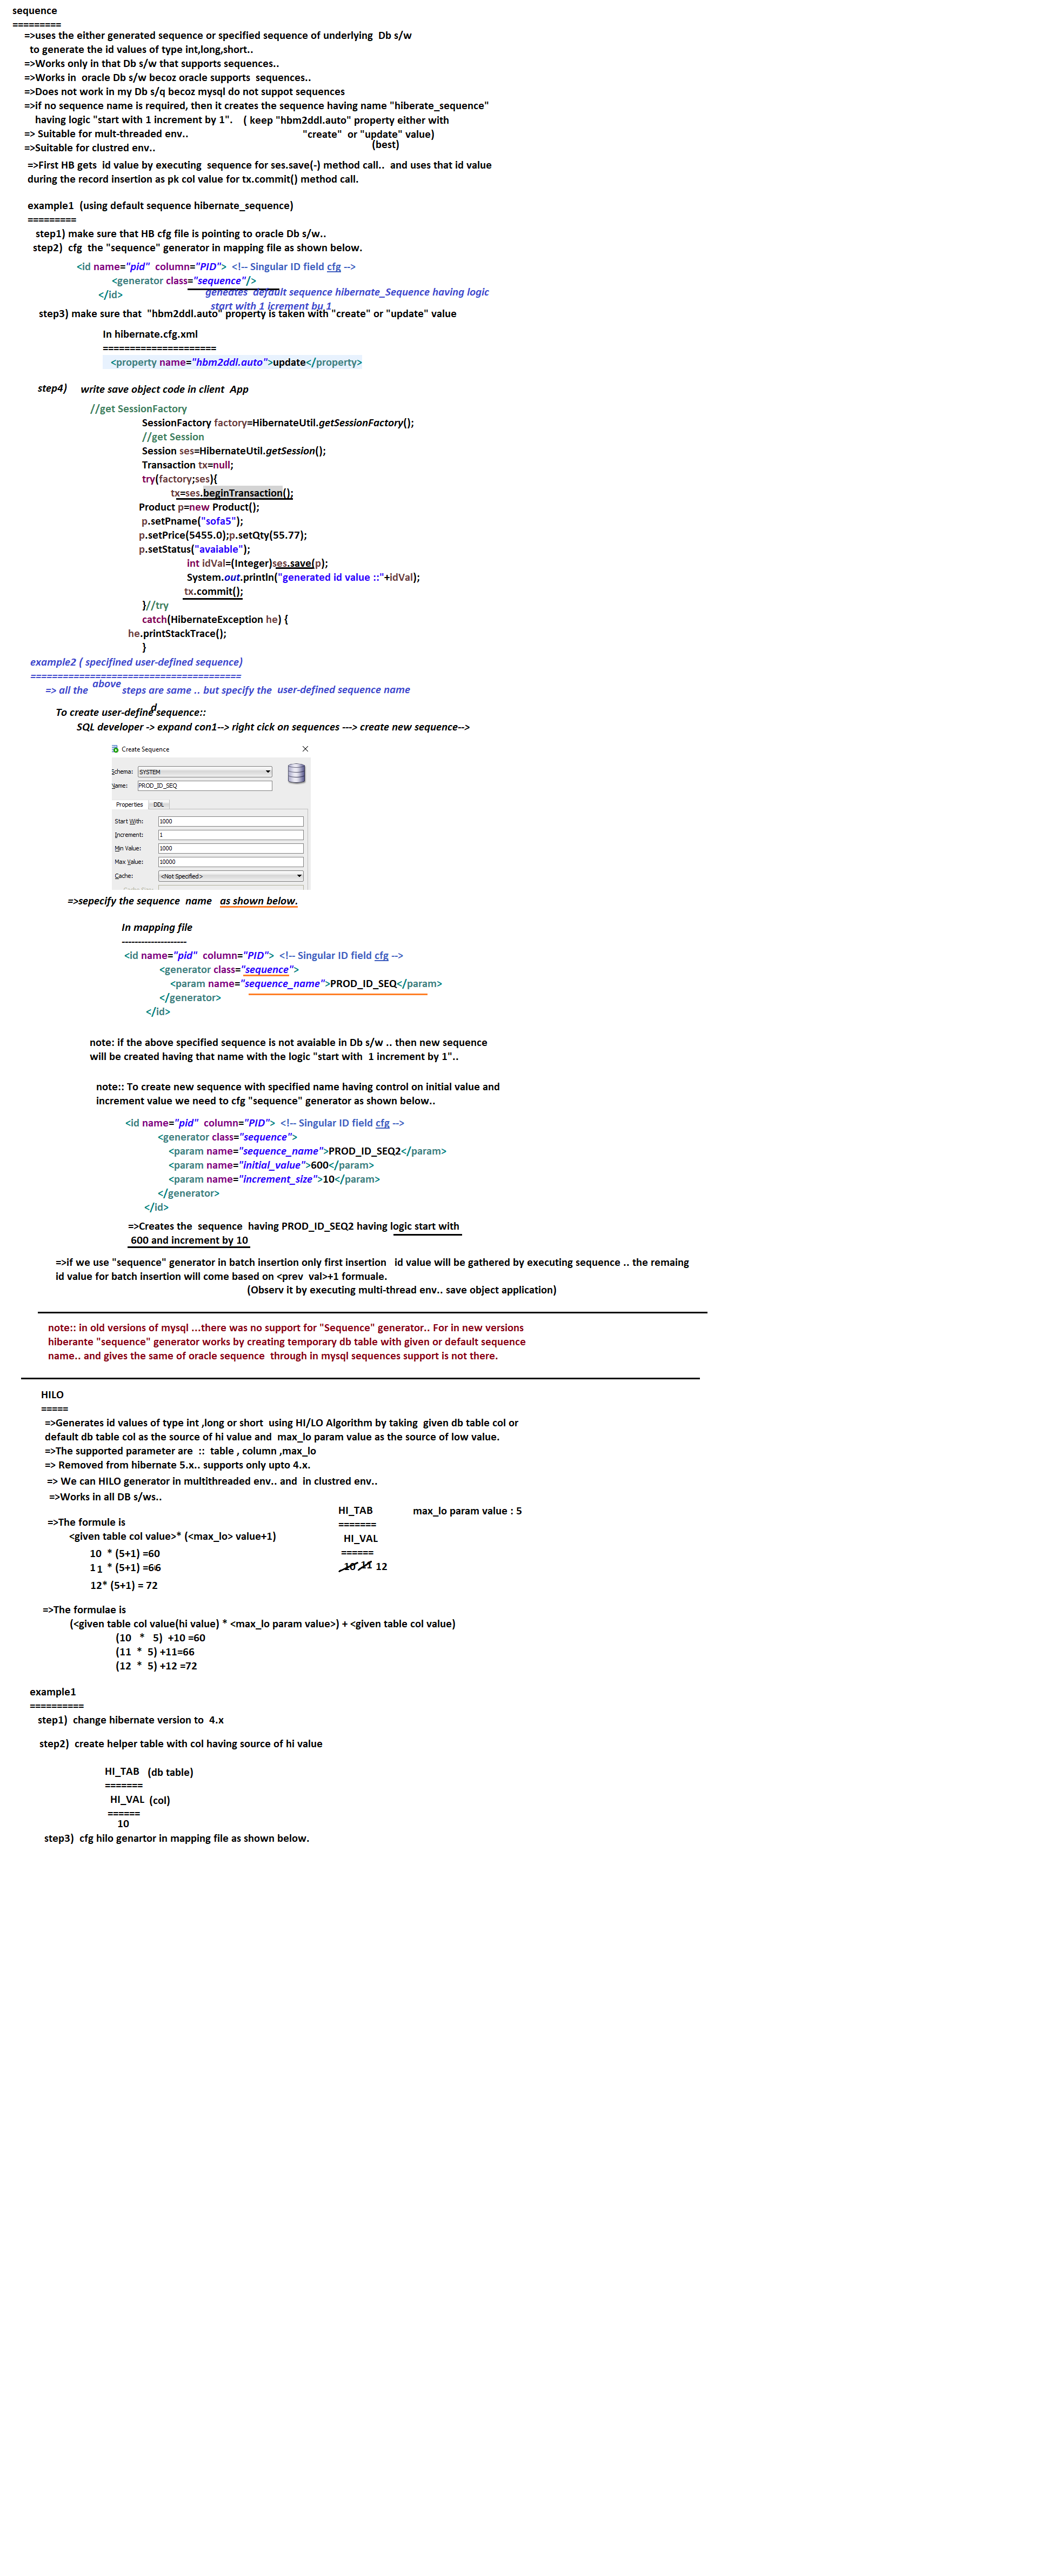 sequence
=========
=>uses the either generated sequence or specified sequence of underlying Db s/w
to generate the id values of type int,long,short..
=>Works only in that Db s/w that supports sequences..
=>Works in oracle Db s/w becoz oracle supports sequences..
=>Does not work in my Db s/q becoz mysql do not suppot sequences
=>if no sequence name is required, then it creates the sequence having name "hiberate_sequence"
having logic "start with 1 increment by 1". ( keep "hbm2ddl.auto" property either with
=> Suitable for mult-threaded env.. "create" or "update" value)
=>Suitable for clustred env.. (best)
=>First HB gets id value by executing sequence for ses.save(-) method call.. and uses that id value
during the record insertion as pk col value for tx.commit() method call.
example1 (using default sequence hibernate_sequence)
=========
step1) make sure that HB cfg file is pointing to oracle Db s/w..
step2) cfg the "sequence" generator in mapping file as shown below.
<id name="pid" column="PID"> <!-- Singular ID field cfg -->
<generator class="sequence"/>
</id> geneates default sequence hibernate_Sequence having logic
start with 1 icrement by 1
step3) make sure that "hbm2ddl.auto" property is taken with "create" or "update" value
In hibernate.cfg.xml
=====================
<property name="hbm2ddl.auto">update</property>
step4) write save object code in client App
//get SessionFactory
SessionFactory factory=HibernateUtil.getSessionFactory();
//get Session
Session ses=HibernateUtil.getSession();
Transaction tx=null;
try(factory;ses){
tx=ses.beginTransaction();
Product p=new Product();
p.setPname("sofa5");
p.setPrice(5455.0);p.setQty(55.77);
p.setStatus("avaiable");
int idVal=(Integer)ses.save(p);
System.out.println("generated id value ::"+idVal);
tx.commit();
}//try
catch(HibernateException he) {
he.printStackTrace();
}
example2 ( specifined user-defined sequence)
=======================================
=> all the above steps are same .. but specify the user-defined sequence name
To create user-defined sequence::
SQL developer -> expand con1--> right cick on sequences ---> create new sequence-->
Create Sequence
Schema: SYSTEM
Name: PROD_ID_SEQ
Properties DDL
Start With: 1000
Increment: 1
Min Value: 1000
Max Value: 10000
Cache: <Not Specified>
=>sepecify the sequence name as shown below.
In mapping file
--------------------
<id name="pid" column="PID"> <!-- Singular ID field cfg -->
<generator class="sequence">
<param name="sequence_name">PROD_ID_SEQ</param>
</generator>
</id>
note: if the above specified sequence is not avaiable in Db s/w .. then new sequence
will be created having that name with the logic "start with 1 increment by 1"..
note:: To create new sequence with specified name having control on initial value and
increment value we need to cfg "sequence" generator as shown below..
<id name="pid" column="PID"> <!-- Singular ID field cfg -->
<generator class="sequence">
<param name="sequence_name">PROD_ID_SEQ2</param>
<param name="initial_value">600</param>
<param name="increment_size">10</param>
</generator>
</id>
=>Creates the sequence having PROD_ID_SEQ2 having logic start with
600 and increment by 10
=>if we use "sequence" generator in batch insertion only first insertion id value will be gathered by executing sequence .. the remaing
id value for batch insertion will come based on <prev val>+1 formuale.
(Observ it by executing multi-thread env.. save object application)
note:: in old versions of mysql ...there was no support for "Sequence" generator.. For in new versions
hiberante "sequence" generator works by creating temporary db table with given or default sequence
name.. and gives the same of oracle sequence through in mysql sequences support is not there.
HILO
=====
=>Generates id values of type int ,long or short using HI/LO Algorithm by taking given db table col or
default db table col as the source of hi value and max_lo param value as the source of low value.
=>The supported parameter are :: table , column ,max_lo
=> Removed from hibernate 5.x.. supports only upto 4.x.
=> We can HILO generator in multithreaded env.. and in clustred env..
=>Works in all DB s/ws..
HI_TAB max_lo param value : 5
=======
HI_VAL
======
10 11 12
=>The formule is
<given table col value>* (<max_lo> value+1)
10 * (5+1) =60
11 * (5+1) =66
12* (5+1) = 72
=>The formulae is
(<given table col value(hi value) * <max_lo param value>) + <given table col value)
(10 * 5) +10 =60
(11 * 5) +11=66
(12 * 5) +12 =72
example1
==========
step1) change hibernate version to 4.x
step2) create helper table with col having source of hi value
HI_TAB (db table)
=======
HI_VAL (col)
======
10
step3) cfg hilo genartor in mapping file as shown below.